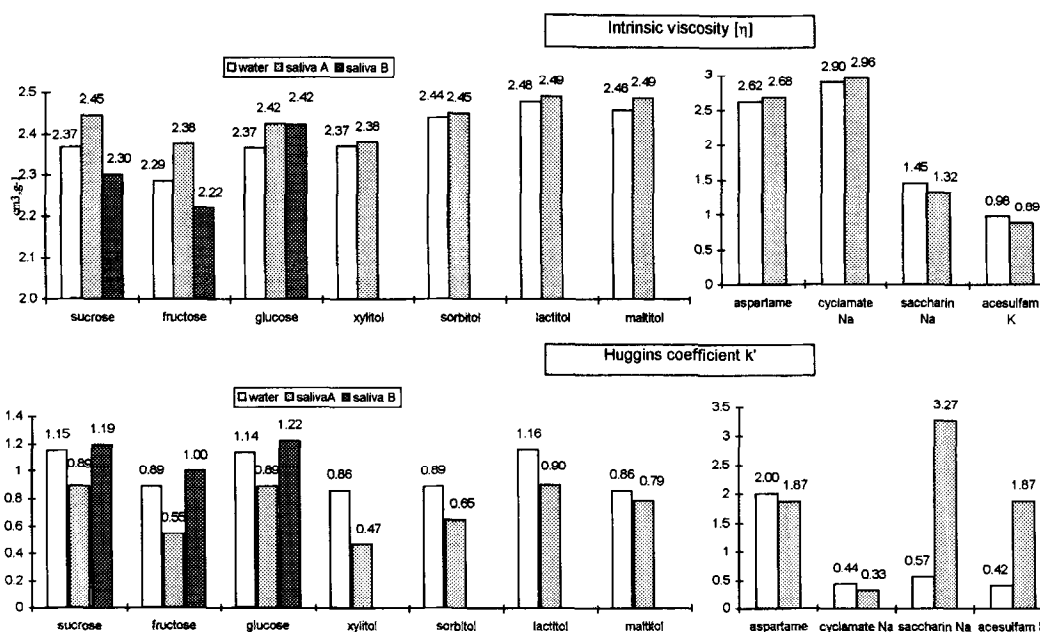 Intrinsic viscosity [η]
water saliva A saliva B
cm3.g-
2.5
2.4
2.3
2.2
2.1
2.0
2.37 2.45 2.30
2.29 2.38 2.22
2.37 2.42 2.42
2.37 2.38
2.44 2.45
2.48 2.49
2.46 2.49
sucrose fructose glucose xylitol sorbitol lactitol maltitol
3
2.5
2
1.5
1
0.5
0
2.62 2.68
2.90 2.96
1.45 1.32
0.98 0.89
aspartame cyclamate saccharin acesulfam
Na Na K
Huggins coefficient k'
water salivaA saliva B
1.4
1.2
1
0.8
0.6
0.4
0.2
0
1.15 0.89 1.19
0.89 0.55 1.00
1.14 0.89 1.22
0.86 0.47
0.89 0.65
1.16 0.90
0.86 0.79
sucrose fructose glucose xylitol sorbitol lactitol maltitol
3.5
3
2.5
2
1.5
1
0.5
0
2.00 1.87
0.44 0.33
0.57 3.27
0.42 1.87
aspartame cyclamate Na saccharin Na acesulfam